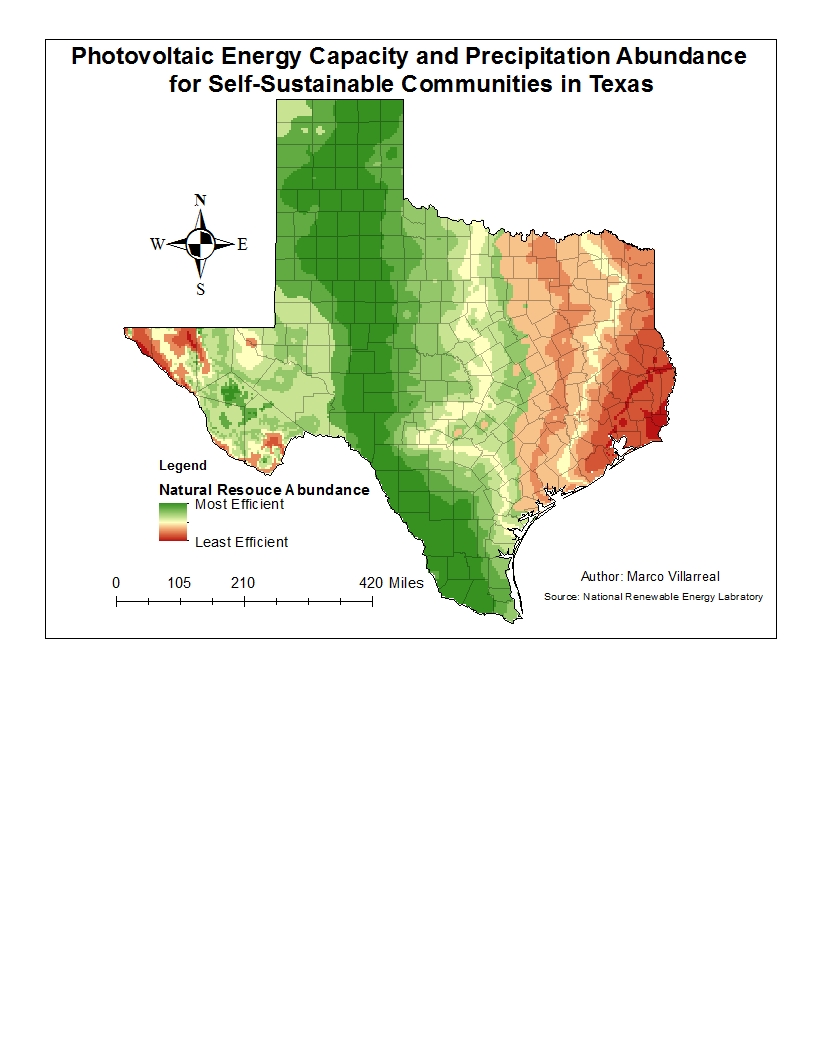 Photovoltaic Energy Capacity and Precipitation Abundance
for Self-Sustainable Communities in Texas
N
W E
S
Legend
Natural Resouce Abundance
Most Efficient
Least Efficient
0 105 210 420 Miles
Author: Marco Villarreal
Source: National Renewable Energy Labratory